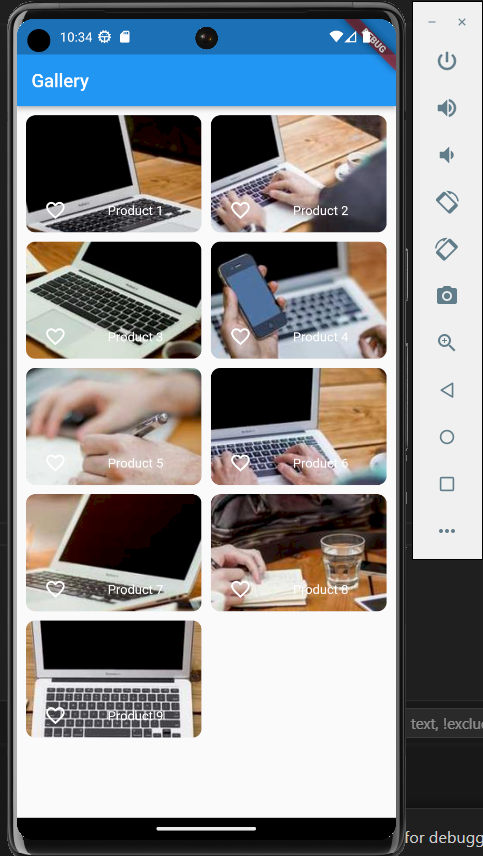 10:34
DEBUG
Gallery
Product 1
Product 2
Product 3
Product 4
Product 5
Product 6
Product 7
Product 8
Product 9
text, !exclu
for debugg